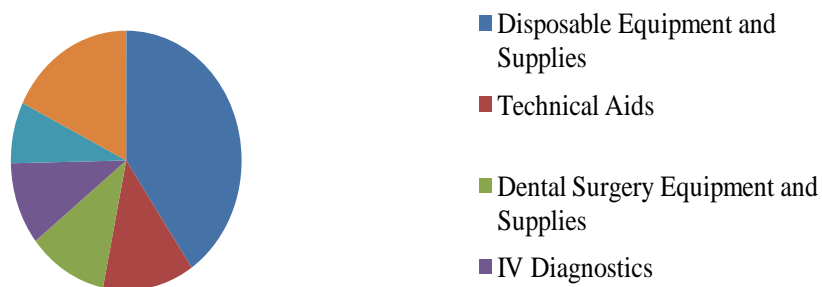 Disposable Equipment and
Supplies
Technical Aids
Dental Surgery Equipment and
Supplies
IV Diagnostics